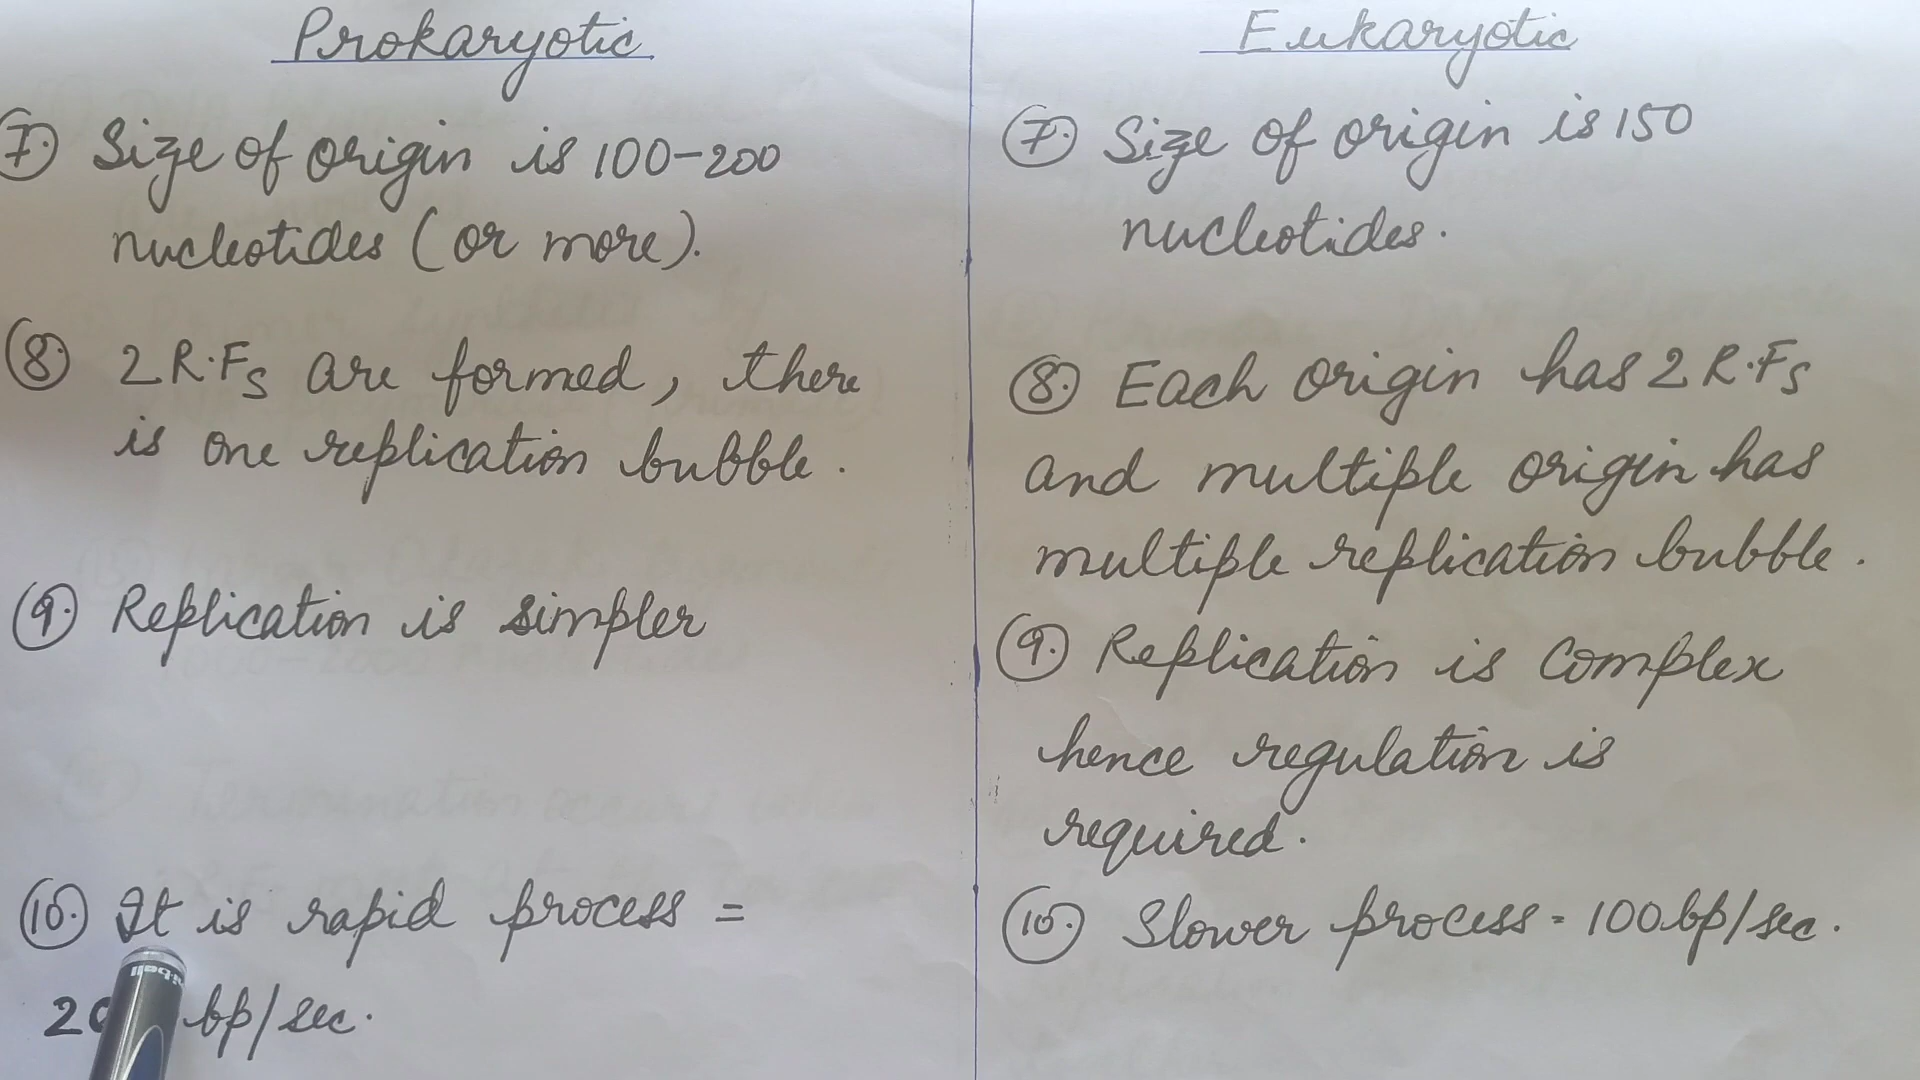 Prokaryotic
7. Size of origin is 100-200
nucleotides (or more).
8. 2 R.Fs are formed, there
is one replication bubble.
9. Replication is simpler
10. It is rapid process =
bp/sec.
Eukaryotic
7. Size of origin is 150
nucleotides.
8. Each origin has 2 R.Fs
and multiple origin has
multiple replication bubble.
9. Replication is complex
hence regulation is
required.
10. Slower process = 100bp/sec.